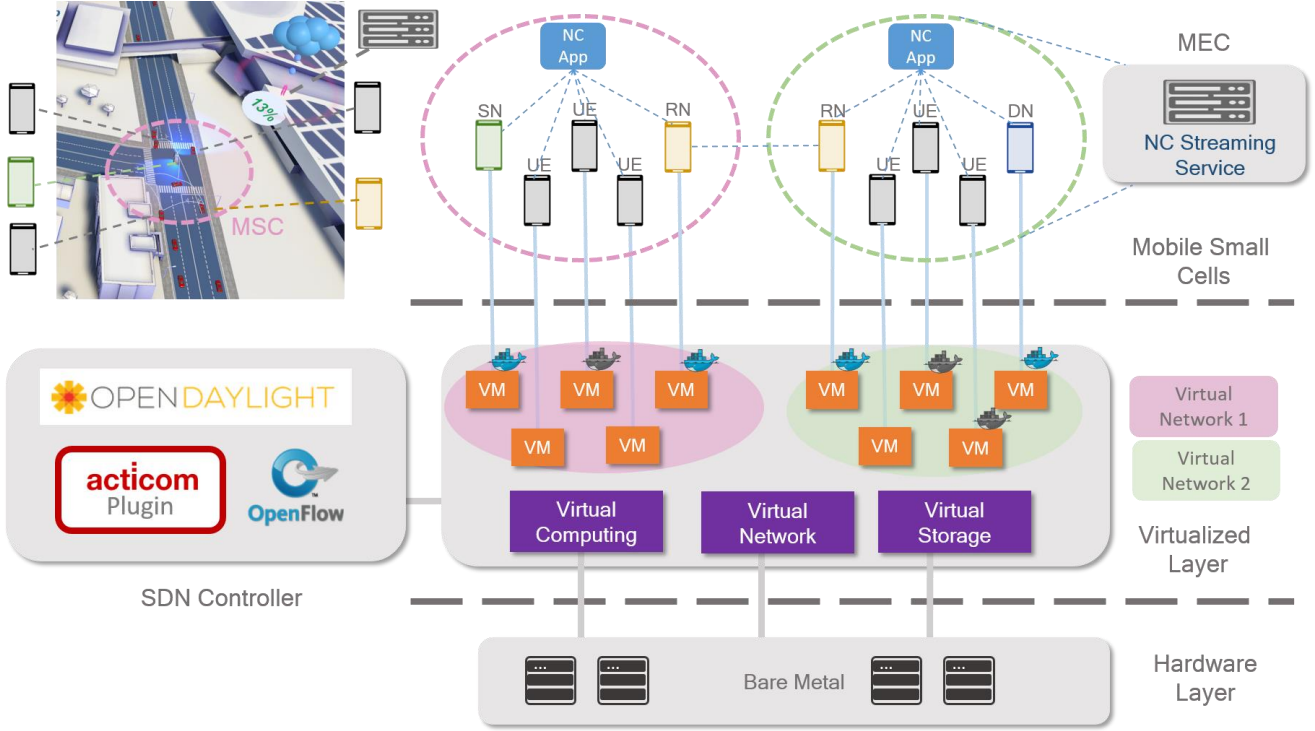 13%
MSC
NC
App
SN
UE
RN
UE
UE
NC
App
RN
UE
DN
UE
UE
MEC
NC Streaming
Service
Mobile Small
Cells
OPENDAYLIGHT
acticom
Plugin
OpenFlow
™
SDN Controller
VM
VM
VM
VM
VM
VM
VM
VM
VM
VM
Virtual
Computing
Virtual
Network
Virtual
Storage
Virtual
Network 1
Virtual
Network 2
Virtualized
Layer
Bare Metal
Hardware
Layer